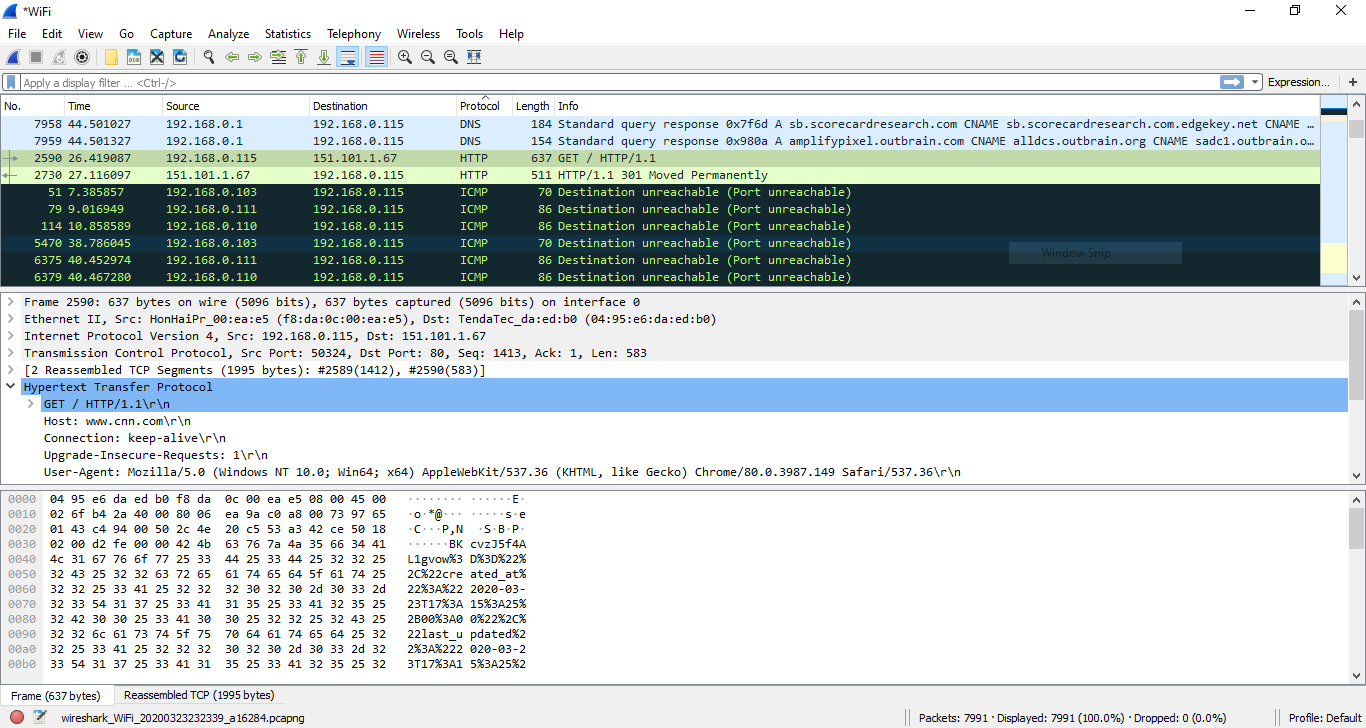 *WiFi
File Edit View Go Capture Analyze Statistics Telephony Wireless Tools Help
Apply a display filter ... <Ctrl-/> Expression... +
No. Time Source Destination Protocol Length Info
7958 44.501027 192.168.0.1 192.168.0.115 DNS 184 Standard query response 0x7f6d A sb.scorecardresearch.com CNAME sb.scorecardresearch.com.edgekey.net CNAME …
7959 44.501327 192.168.0.1 192.168.0.115 DNS 154 Standard query response 0x980a A amplifypixel.outbrain.com CNAME alldcs.outbrain.org CNAME sadc1.outbrain.o…
2590 26.419087 192.168.0.115 151.101.1.67 HTTP 637 GET / HTTP/1.1
2730 27.116097 151.101.1.67 192.168.0.115 HTTP 511 HTTP/1.1 301 Moved Permanently
51 7.385857 192.168.0.103 192.168.0.115 ICMP 70 Destination unreachable (Port unreachable)
79 9.016949 192.168.0.111 192.168.0.115 ICMP 86 Destination unreachable (Port unreachable)
114 10.858589 192.168.0.110 192.168.0.115 ICMP 86 Destination unreachable (Port unreachable)
5470 38.786045 192.168.0.103 192.168.0.115 ICMP 70 Destination unreachable (Port unreachable)
Window Snip
6375 40.452974 192.168.0.111 192.168.0.115 ICMP 86 Destination unreachable (Port unreachable)
6379 40.467280 192.168.0.110 192.168.0.115 ICMP 86 Destination unreachable (Port unreachable)
Frame 2590: 637 bytes on wire (5096 bits), 637 bytes captured (5096 bits) on interface 0
Ethernet II, Src: HonHaiPr_00:ea:e5 (f8:da:0c:00:ea:e5), Dst: TendaTec_da:ed:b0 (04:95:e6:da:ed:b0)
Internet Protocol Version 4, Src: 192.168.0.115, Dst: 151.101.1.67
Transmission Control Protocol, Src Port: 50324, Dst Port: 80, Seq: 1413, Ack: 1, Len: 583
[2 Reassembled TCP Segments (1995 bytes): #2589(1412), #2590(583)]
Hypertext Transfer Protocol
GET / HTTP/1.1\r\n
Host: www.cnn.com\r\n
Connection: keep-alive\r\n
Upgrade-Insecure-Requests: 1\r\n
User-Agent: Mozilla/5.0 (Windows NT 10.0; Win64; x64) AppleWebKit/537.36 (KHTML, like Gecko) Chrome/80.0.3987.149 Safari/537.36\r\n
0000 04 95 e6 da ed b0 f8 da 0c 00 ea e5 08 00 45 00 ········ ······E·
0010 02 6f b4 2a 40 00 80 06 ea 9a c0 a8 00 73 97 65 ·o·*@··· ·····s·e
0020 01 43 c4 94 00 50 2c 4e 20 c5 53 a3 42 ce 50 18 ·C···P,N ·S·B·P·
0030 02 00 d2 fe 00 00 42 4b 63 76 7a 4a 35 66 34 41 ······BK cvzJ5f4A
0040 4c 31 67 76 6f 77 25 33 44 25 33 44 25 32 32 25 L1gvow%3 D%3D%22%
0050 32 43 25 32 32 63 72 65 61 74 65 64 5f 61 74 25 2C%22cre ated_at%
0060 32 32 25 33 41 25 32 32 32 30 32 30 2d 30 33 2d 22%3A%22 2020-03-
0070 32 33 54 31 37 25 33 41 31 35 25 33 41 32 35 25 23T17%3A 15%3A25%
0080 32 42 30 30 25 33 41 30 30 25 32 32 25 32 43 25 2B00%3A0 0%22%2C%
0090 32 32 6c 61 73 74 5f 75 70 64 61 74 65 64 25 32 22last_u pdated%2
00a0 32 25 33 41 25 32 32 32 30 32 30 2d 30 33 2d 32 2%3A%222 020-03-2
00b0 33 54 31 37 25 33 41 31 35 25 33 41 32 35 25 32 3T17%3A1 5%3A25%2
Frame (637 bytes) Reassembled TCP (1995 bytes)
wireshark_WiFi_20200323232339_a16284.pcapng Packets: 7991 · Displayed: 7991 (100.0%) · Dropped: 0 (0.0%) Profile: Default